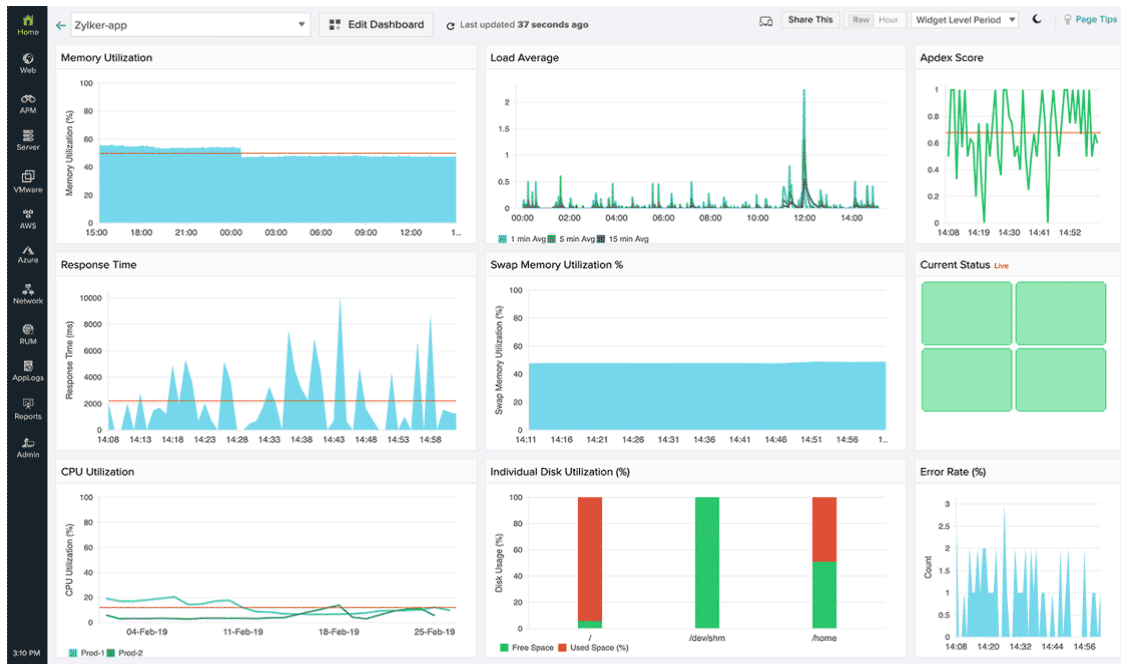 Home
Web
APM
Server
VMware
AWS
Azure
Network
RUM
AppLogs
Reports
Admin
3:10 PM
Zylker-app
Edit Dashboard
Last updated 37 seconds ago
Share This
Raw Hour
Widget Level Period
Page Tips
Memory Utilization
Memory Utilization (%)
100
80
60
40
20
0
15:00 18:00 21:00 00:00 03:00 06:00 09:00 12:00 1..
Load Average
2
1.5
1
0.5
0
00:00 02:00 04:00 06:00 08:00 10:00 12:00 14:00
1 min Avg 5 min Avg 15 min Avg
Apdex Score
1
0.8
0.6
0.4
0.2
0
14:08 14:19 14:30 14:41 14:52
Response Time
Response Time (ms)
10000
8000
6000
4000
2000
0
14:08 14:13 14:18 14:23 14:28 14:33 14:38 14:43 14:48 14:53 14:58
Swap Memory Utilization %
Swap Memory Utilization (%)
100
80
60
40
20
0
14:11 14:16 14:21 14:26 14:31 14:36 14:41 14:46 14:51 14:56 1..
Current Status Live
CPU Utilization
CPU Utilization (%)
100
80
60
40
20
0
04-Feb-19 11-Feb-19 18-Feb-19 25-Feb-19
Prod-1 Prod-2
Individual Disk Utilization (%)
Disk Usage (%)
100
80
60
40
20
0
/ /dev/shm /home
Free Space Used Space (%)
Error Rate (%)
Count
3
2.5
2
1.5
1
0.5
0
14:08 14:20 14:32 14:44 14:56